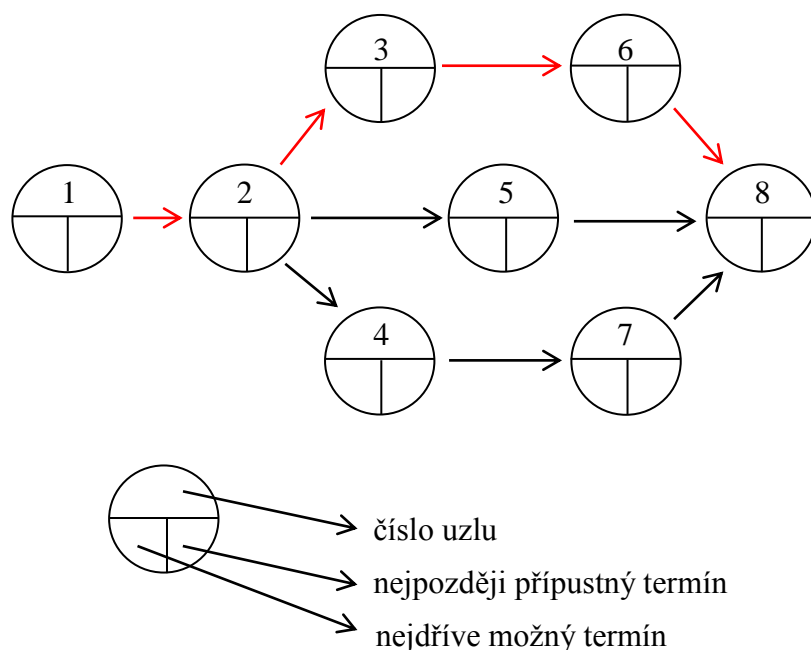 3 6
1 2 5 8
4 7
číslo uzlu
nejpozději přípustný termín
nejdříve možný termín